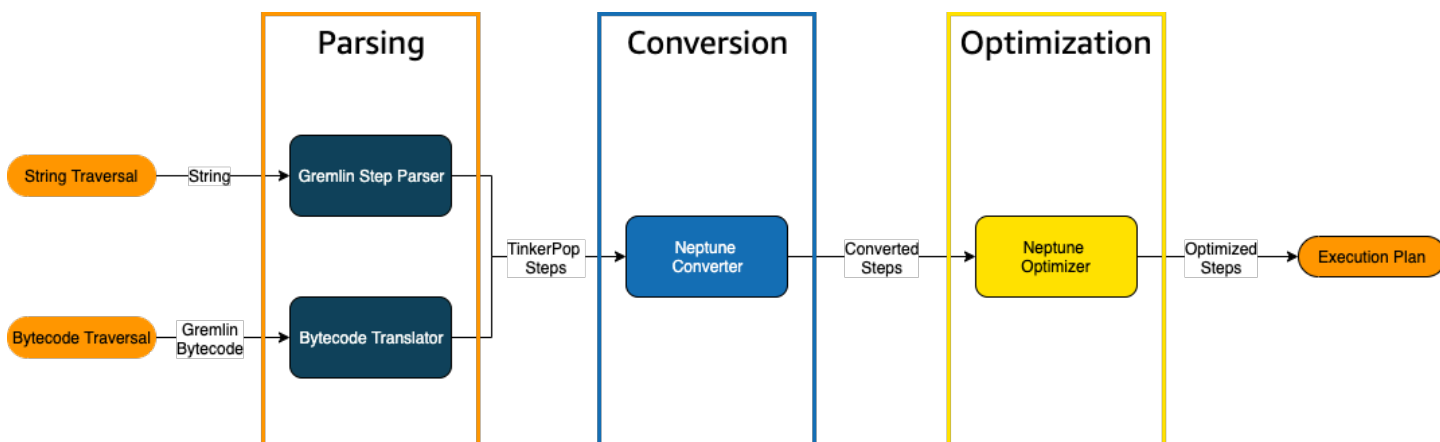 Parsing
Conversion
Optimization
String Traversal
String
Gremlin Step Parser
TinkerPop
Steps
Neptune
Converter
Converted
Steps
Neptune
Optimizer
Optimized
Steps
Execution Plan
Bytecode Traversal
Gremlin
Bytecode
Bytecode Translator